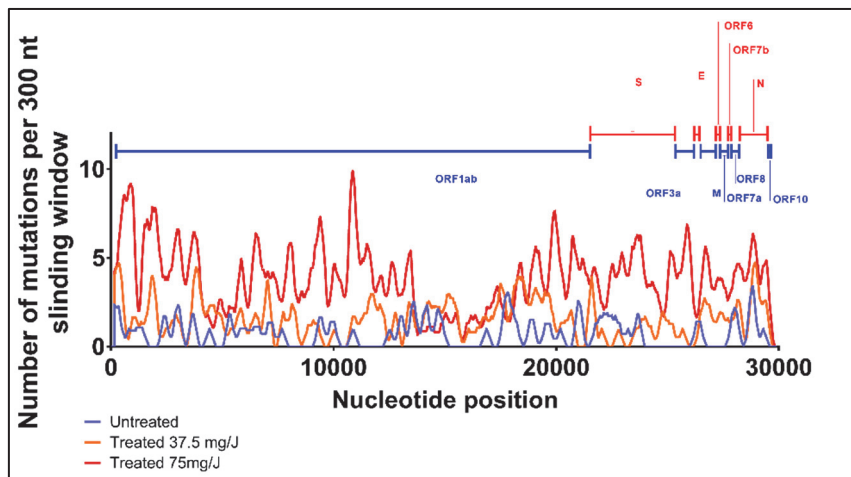 ORF6
ORF7b
S
E
N
ORF1ab
ORF3a
M
ORF7a
ORF8
ORF10
Number of mutations per 300 nt
slinding window
10
5
0
0
10000
20000
30000
Nucleotide position
Untreated
Treated 37.5 mg/J
Treated 75mg/J